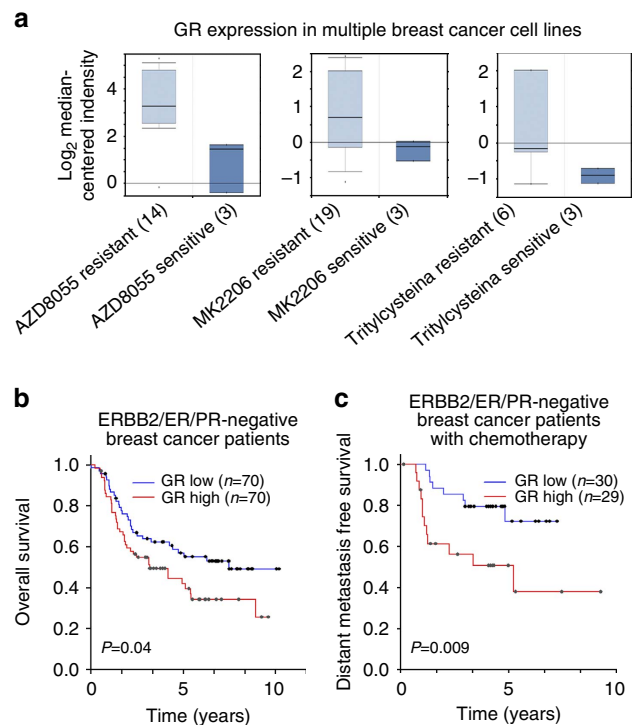 a
GR expression in multiple breast cancer cell lines
Log2 median-
centered indensity
4
2
0
2
1
0
−1
2
1
0
−1
AZD8055 resistant (14)
AZD8055 sensitive (3)
MK2206 resistant (19)
MK2206 sensitive (3)
Tritylcysteina resistant (6)
Tritylcysteina sensitive (3)
b
ERBB2/ER/PR-negative
breast cancer patients
Overall survival
1.0
0.8
0.6
0.4
0.2
0.0
GR low (n=70)
GR high (n=70)
P=0.04
0
5
10
Time (years)
c
ERBB2/ER/PR-negative
breast cancer patients
with chemotherapy
Distant metastasis free survival
1.0
0.8
0.6
0.4
0.2
0.0
GR low (n=30)
GR high (n=29)
P=0.009
0
5
10
Time (years)